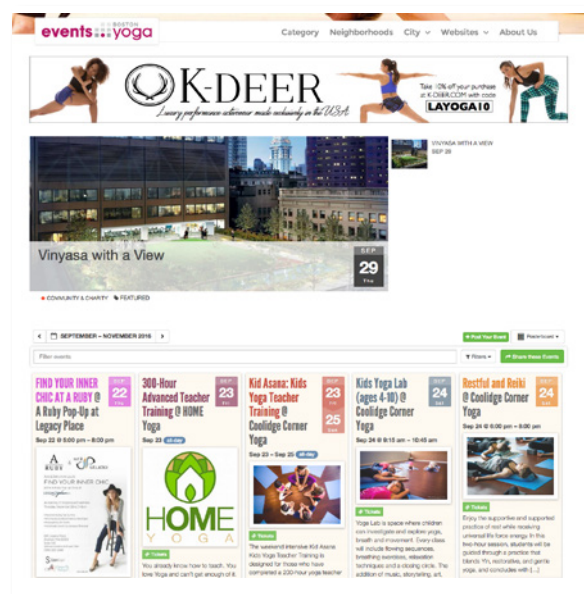 BOSTON
events yoga
Category Neighborhoods City Websites About Us
K-DEER
Luxury performance activewear made exclusively in the USA
Take 10% off your purchase
at K-DEER.COM with code
LAYOGA10
VINYASA WITH A VIEW
SEP 29
Vinyasa with a View
SEP
29
THU
COMMUNITY & CHARITY FEATURED
SEPTEMBER – NOVEMBER 2016
+ Post Your Event
Posterboard
Filter events
Filters
Share these Events
FIND YOUR INNER
CHIC AT A RUBY @
A Ruby Pop-Up at
Legacy Place
SEP
22
THU
Sep 22 @ 5:00 pm – 8:00 pm
A
RUBY
FIND YOUR INNER CHIC
300-Hour
Advanced Teacher
Training @ HOME
Yoga
SEP
23
FRI
Sep 23 all-day
HOME
YOGA
Tickets
You already know how to teach. You
love Yoga and can't get enough of it
Kid Asana: Kids
Yoga Teacher
Training @
Coolidge Corner
Yoga
SEP
23
FRI
25
SUN
Sep 23 – Sep 25 all-day
Tickets
The weekend intensive Kid Asana
Kids Yoga Teacher Training is
designed for those who have
completed a 200-hour yoga teacher
Kids Yoga Lab
(ages 4-10) @
Coolidge Corner
Yoga
SEP
24
SAT
Sep 24 @ 9:15 am – 10:45 am
Tickets
Yoga Lab is space where children
can investigate and explore yoga,
breath and movement. Every class
will include flowing sequences,
breathing exercises, relaxation
techniques and a closing circle. The
addition of music, storytelling, art,
Restful and Reiki
@ Coolidge Corner
Yoga
SEP
24
SAT
Sep 24 @ 6:00 pm – 8:00 pm
Tickets
Enjoy the supportive and supported
practice of rest while receiving
universal life force energy. In this
two-hour session, students will be
guided through a practice that
blends Yin, restorative, and gentle
yoga, and concludes with [...]